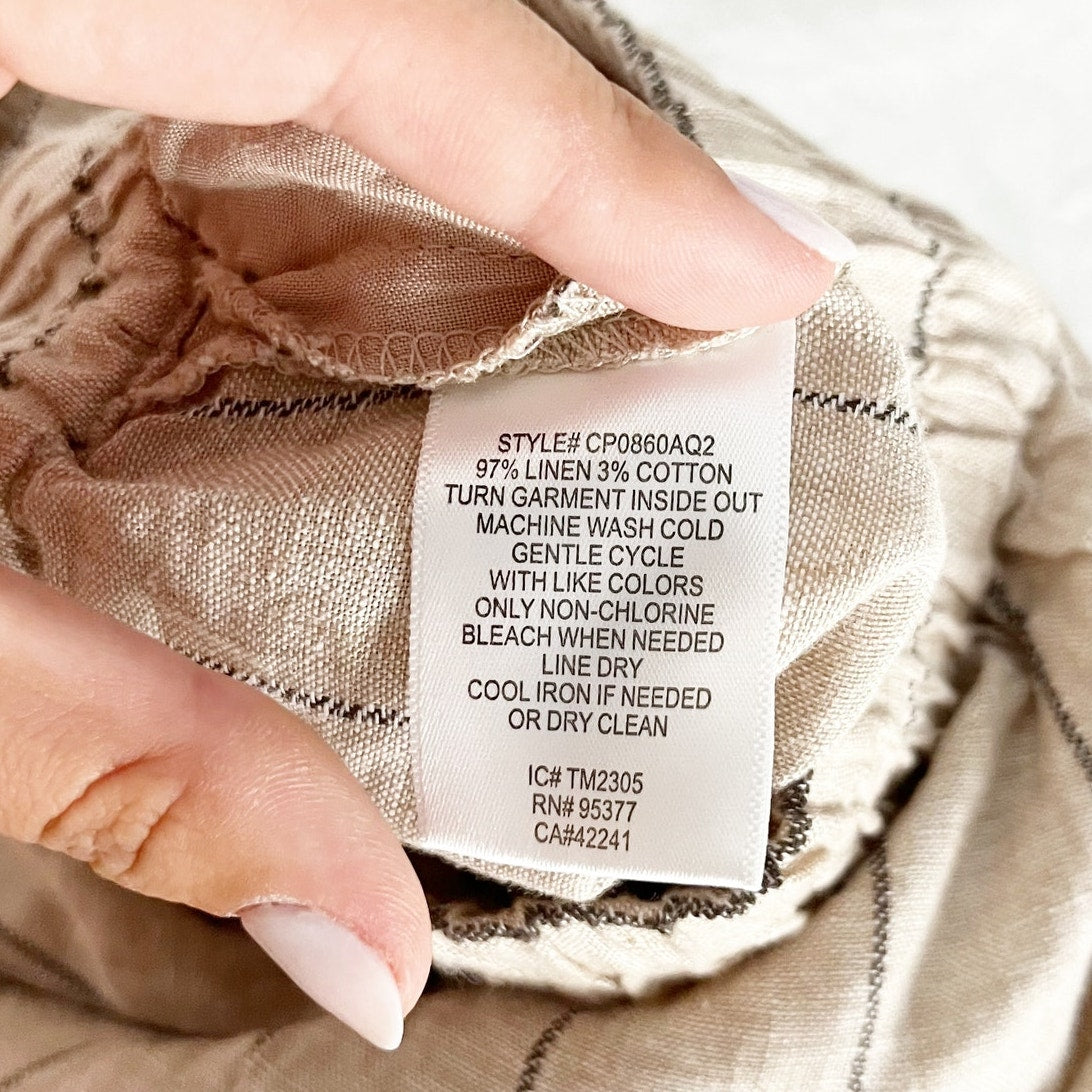 STYLE# CP0860AQ2
97% LINEN 3% COTTON
TURN GARMENT INSIDE OUT
MACHINE WASH COLD
GENTLE CYCLE
WITH LIKE COLORS
ONLY NON-CHLORINE
BLEACH WHEN NEEDED
LINE DRY
COOL IRON IF NEEDED
OR DRY CLEAN
IC# TM2305
RN# 95377
CA#42241